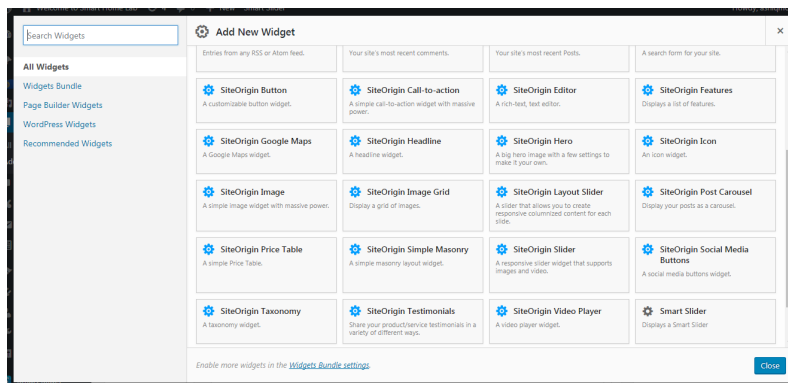 Welcome to Smart Home Lab
New
Smart Slider
Howdy,
Search Widgets
Add New Widget
All Widgets
Widgets Bundle
Page Builder Widgets
WordPress Widgets
Recommended Widgets
Entries from any RSS or Atom feed.
Your site's most recent comments.
Your site's most recent Posts.
A search form for your site.
SiteOrigin Button
A customizable button widget.
SiteOrigin Call-to-action
A simple call-to-action widget with massive
power.
SiteOrigin Editor
A rich-text, text editor.
SiteOrigin Features
Displays a list of features.
SiteOrigin Google Maps
A Google Maps widget.
SiteOrigin Headline
A headline widget.
SiteOrigin Hero
A big hero image with a few settings to
make it your own.
SiteOrigin Icon
An icon widget.
SiteOrigin Image
A simple image widget with massive power.
SiteOrigin Image Grid
Display a grid of images.
SiteOrigin Layout Slider
A slider that allows you to create
responsive columnized content for each
slide.
SiteOrigin Post Carousel
Display your posts as a carousel.
SiteOrigin Price Table
A simple Price Table.
SiteOrigin Simple Masonry
A simple masonry layout widget.
SiteOrigin Slider
A responsive slider widget that supports
images and video.
SiteOrigin Social Media
Buttons
A social media buttons widget.
SiteOrigin Taxonomy
A taxonomy widget.
SiteOrigin Testimonials
Share your product/service testimonials in a
variety of different ways.
SiteOrigin Video Player
A video player widget.
Smart Slider
Displays a Smart Slider
Enable more widgets in the Widgets Bundle settings.
Close